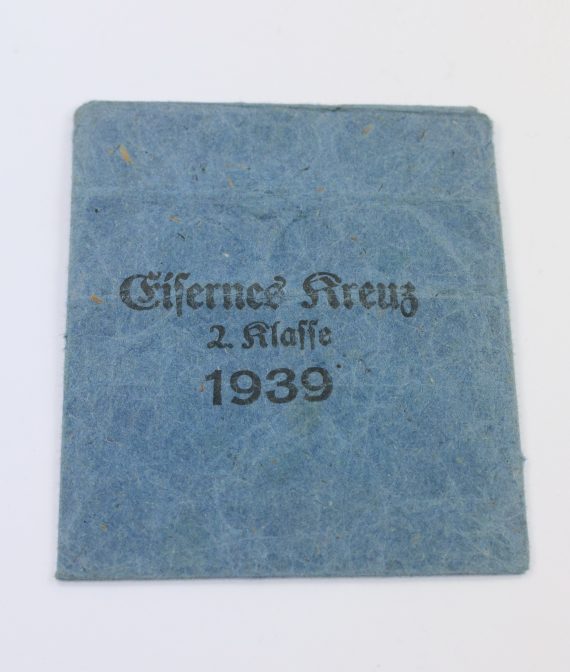 Eisernes Kreuz
2. Klasse
1939